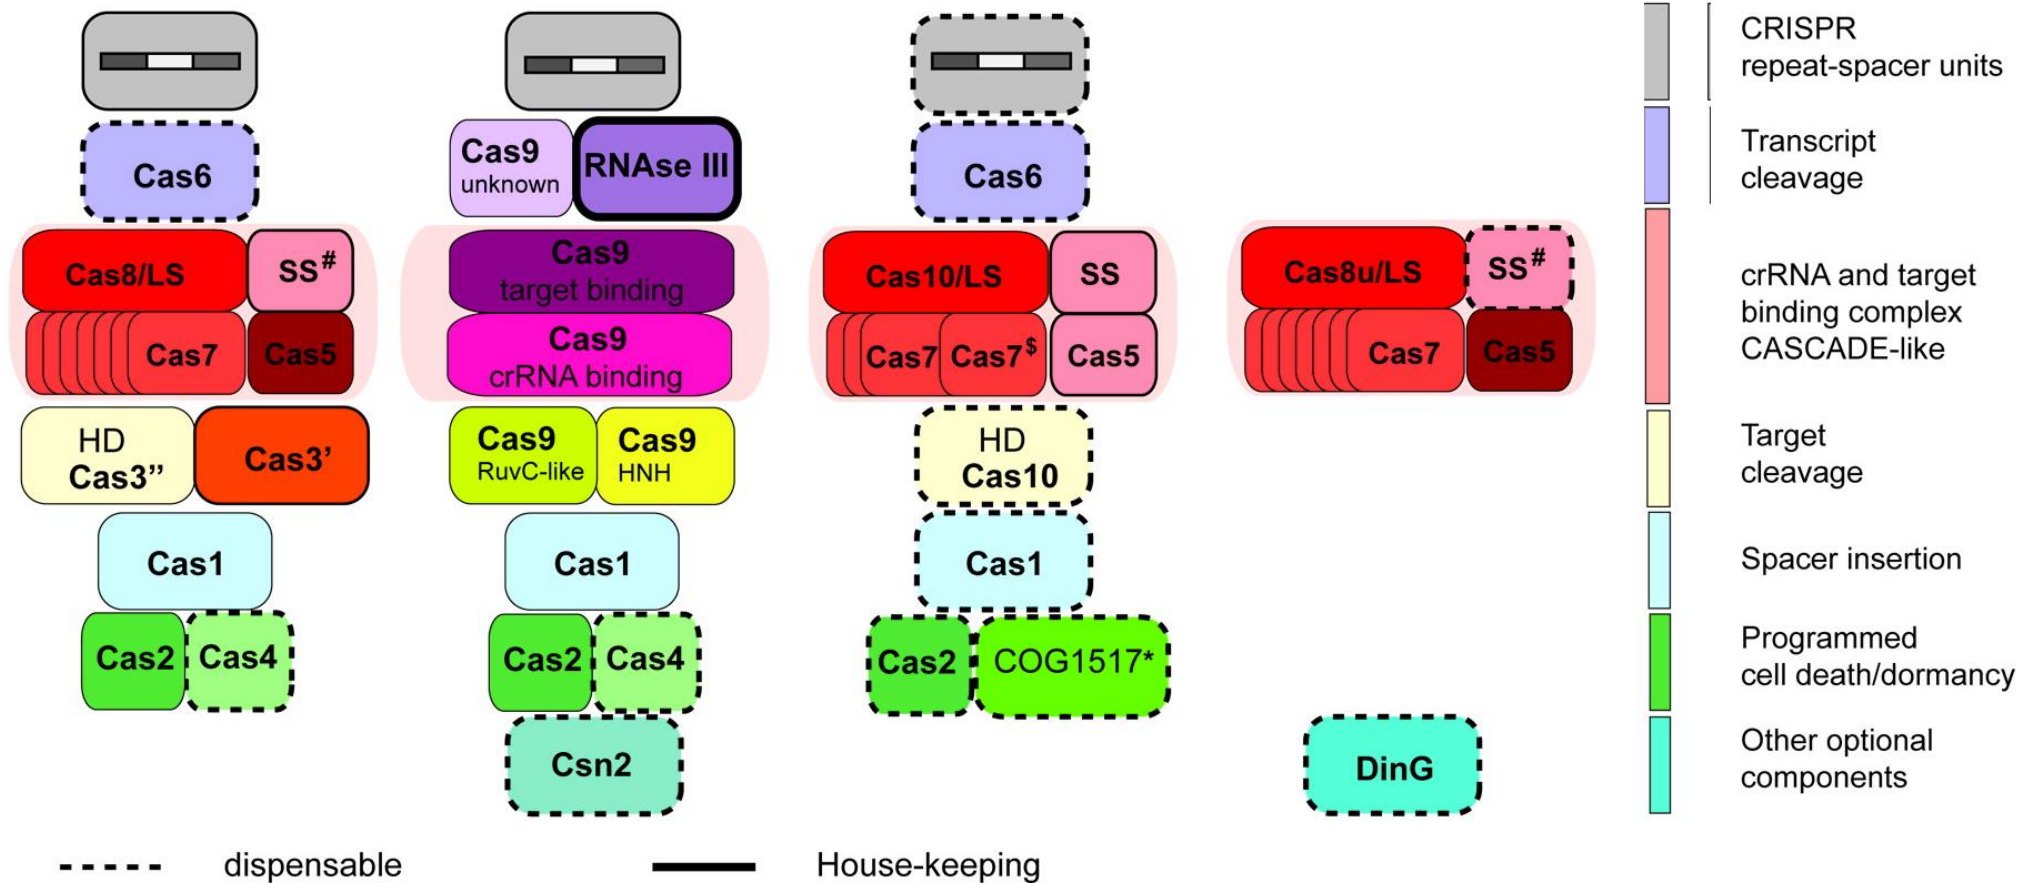 CRISPR
repeat-spacer units
Cas6
Cas9
unknown
RNAse III
Cas6
Transcript
cleavage
Cas8/LS
SS#
Cas7
Cas5
Cas9
target binding
Cas9
crRNA binding
Cas10/LS
SS
Cas7
Cas7$
Cas5
Cas8u/LS
SS#
Cas7
Cas5
crRNA and target
binding complex
CASCADE-like
HD
Cas3”
Cas3’
Cas9
RuvC-like
Cas9
HNH
HD
Cas10
Target
cleavage
Cas1
Cas1
Cas1
Spacer insertion
Cas2
Cas4
Cas2
Cas4
Cas2
COG1517*
Programmed
cell death/dormancy
Csn2
DinG
Other optional
components
dispensable
House-keeping